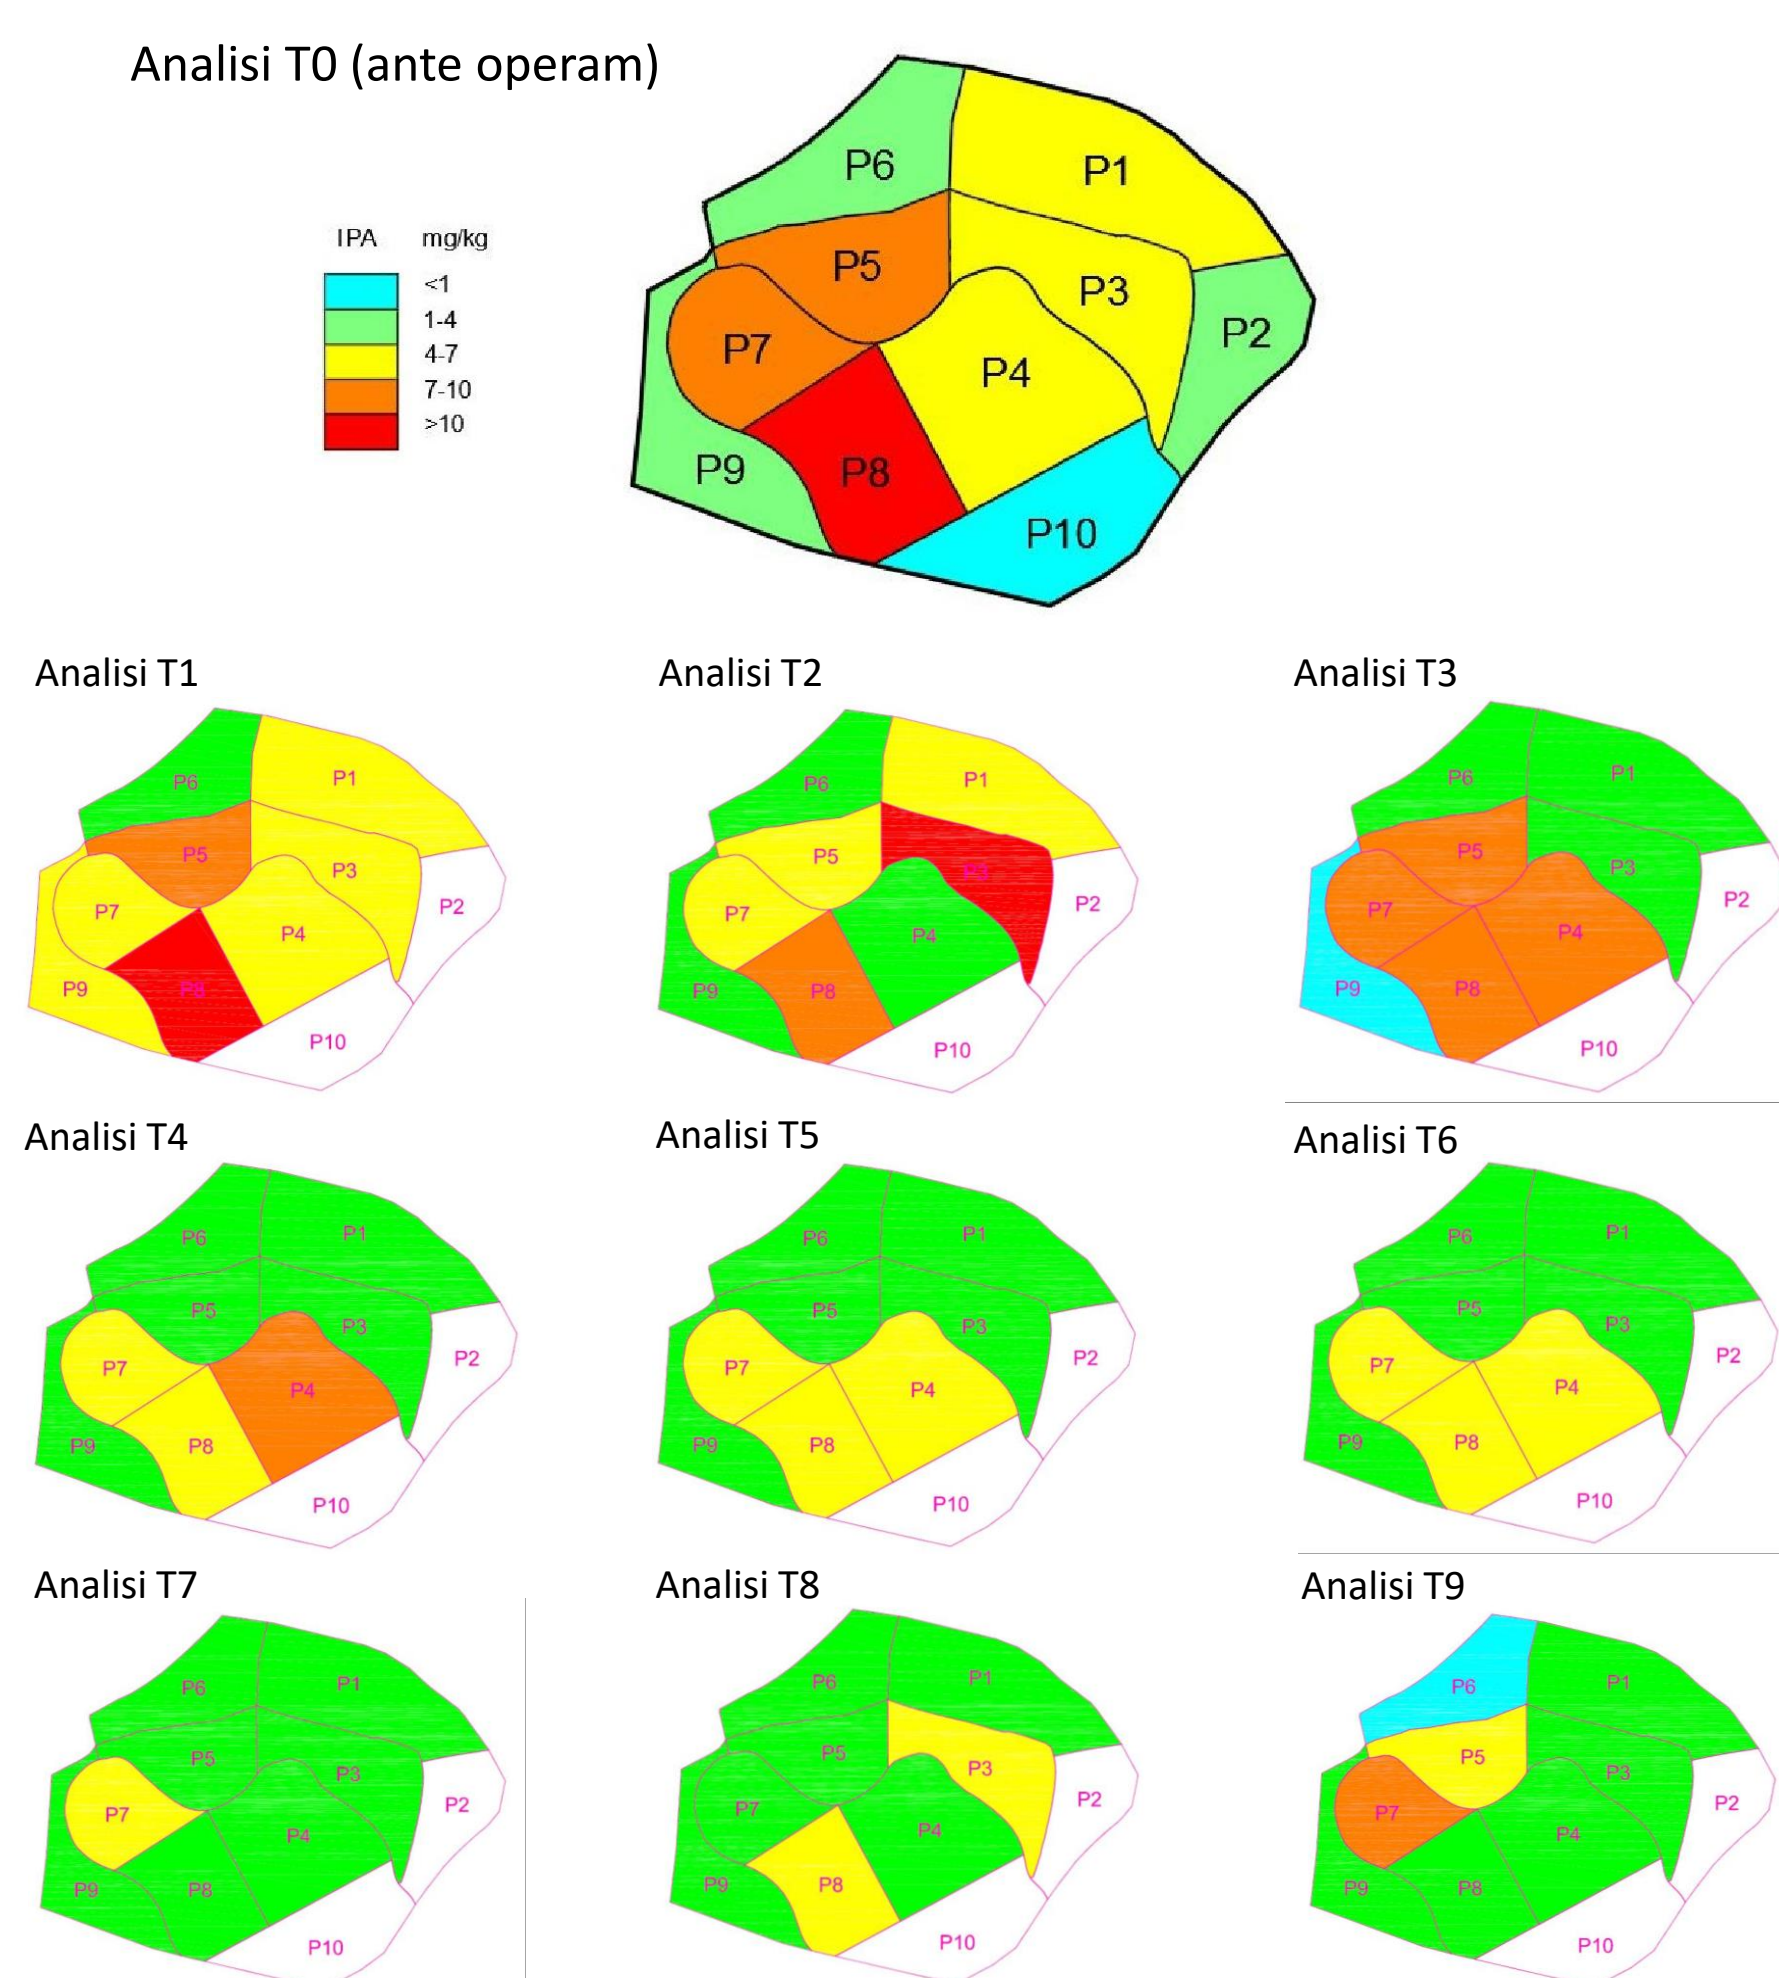 Analisi T0 (ante operam)
IPA mg/kg
<1
1-4
4-7
7-10
>10
P6
P1
P5
P3
P2
P7
P4
P9
P8
P10
Analisi T1
P6
P1
P5
P3
P7
P2
P4
P9
P8
P10
Analisi T2
P6
P1
P5
P3
P7
P2
P4
P9
P8
P10
Analisi T3
P6
P1
P5
P3
P7
P2
P4
P9
P8
P10
Analisi T4
P6
P1
P5
P3
P7
P2
P4
P9
P8
P10
Analisi T5
P6
P1
P5
P3
P7
P2
P4
P9
P8
P10
Analisi T6
P6
P1
P5
P3
P7
P2
P4
P9
P8
P10
Analisi T7
P6
P1
P5
P3
P7
P2
P4
P9
P8
P10
Analisi T8
P6
P1
P5
P3
P7
P2
P4
P9
P8
P10
Analisi T9
P6
P1
P5
P3
P7
P2
P4
P9
P8
P10